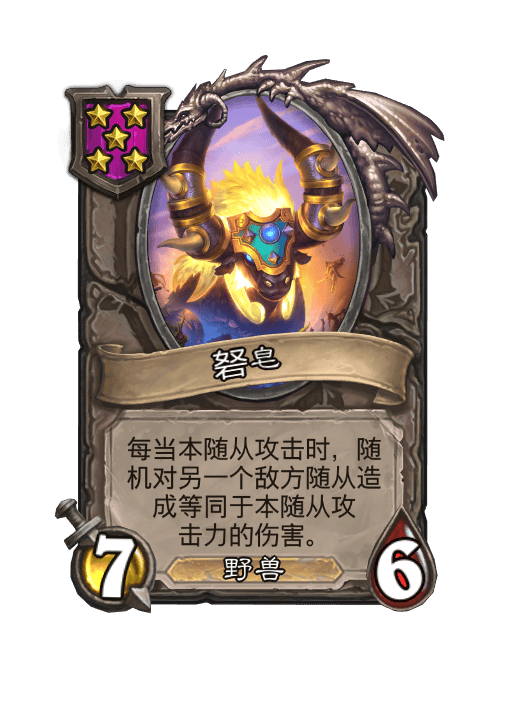 砮皂
每当本随从攻击时，随
机对另一个敌方随从造
成等同于本随从攻
击力的伤害。
7
野兽
6